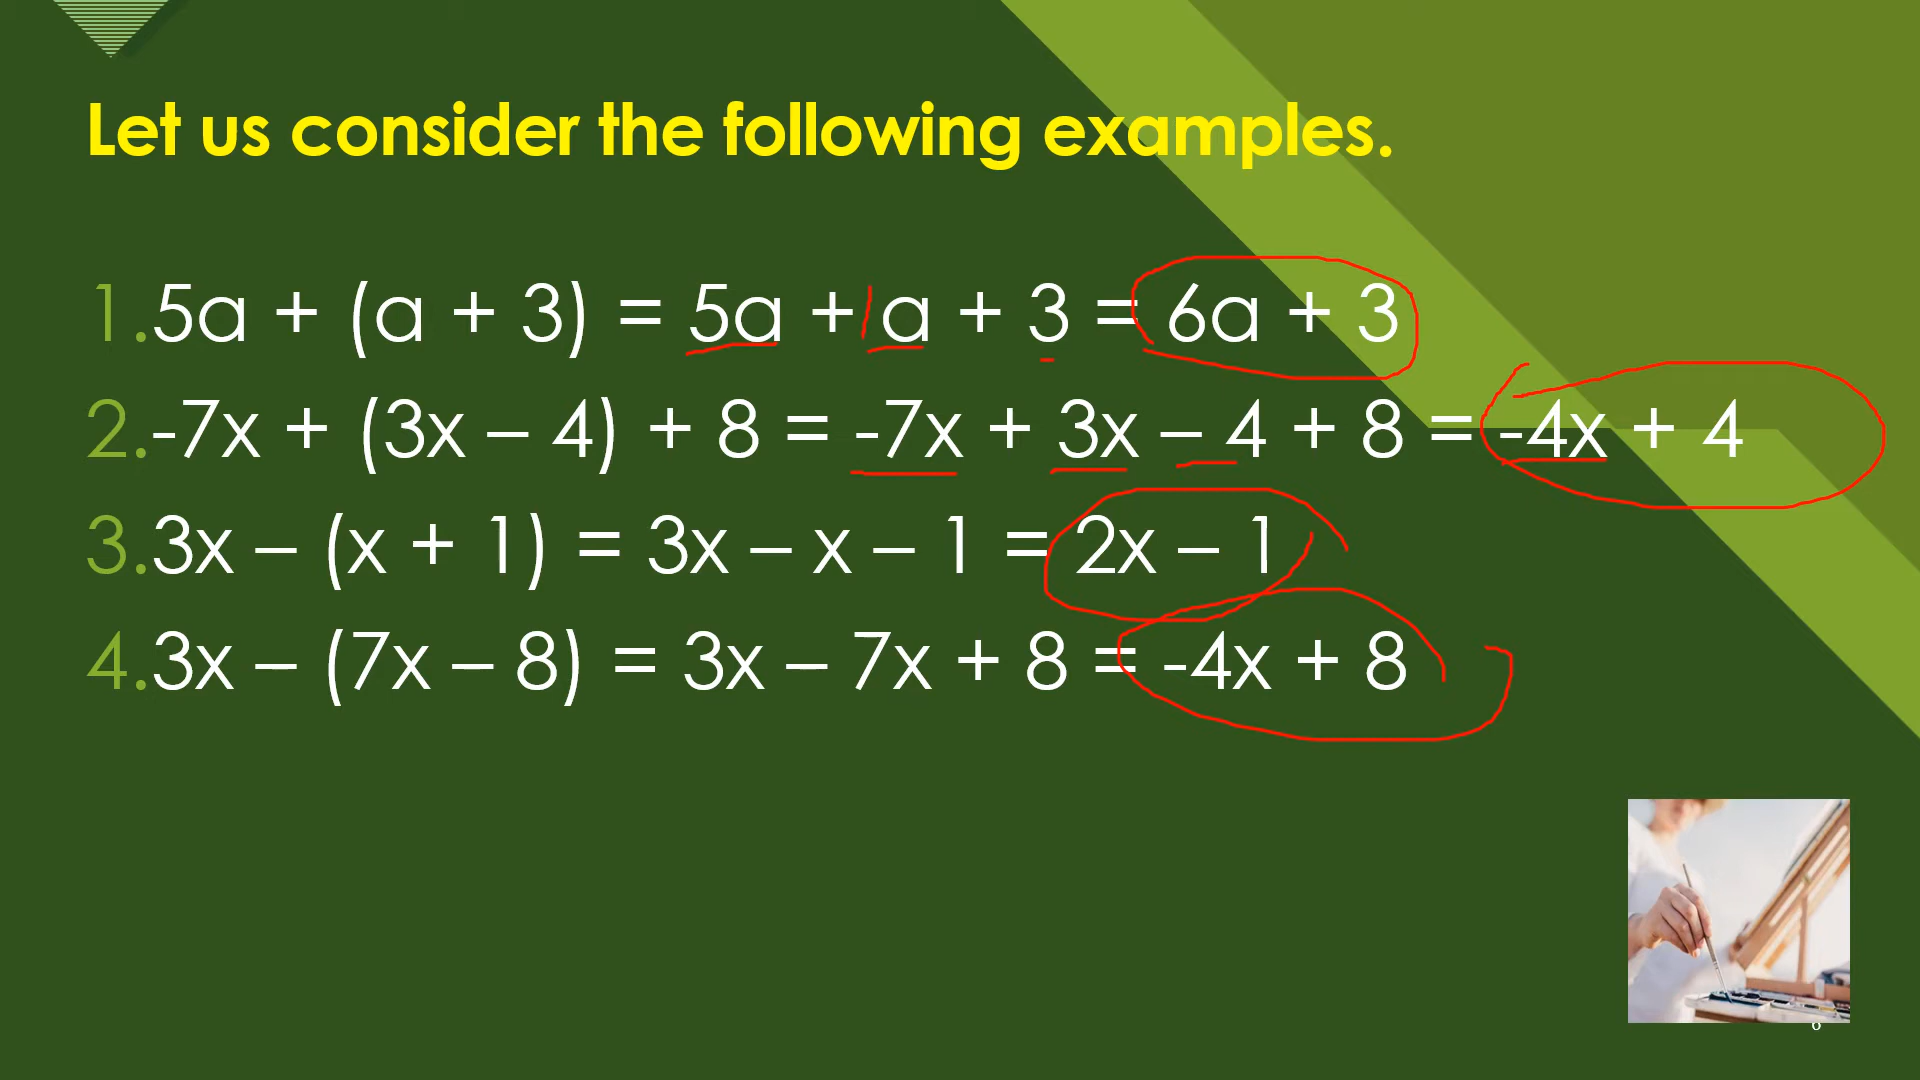 Let us consider the following examples.
1.5a + (a + 3) = 5a + 1a + 3 = 6a + 3
2.-7x + (3x – 4) + 8 = -7x + 3x – 4 + 8 = -4x + 4
3.3x – (x + 1) = 3x – x – 1 = 2x – 1
4.3x – (7x – 8) = 3x – 7x + 8 = -4x + 8